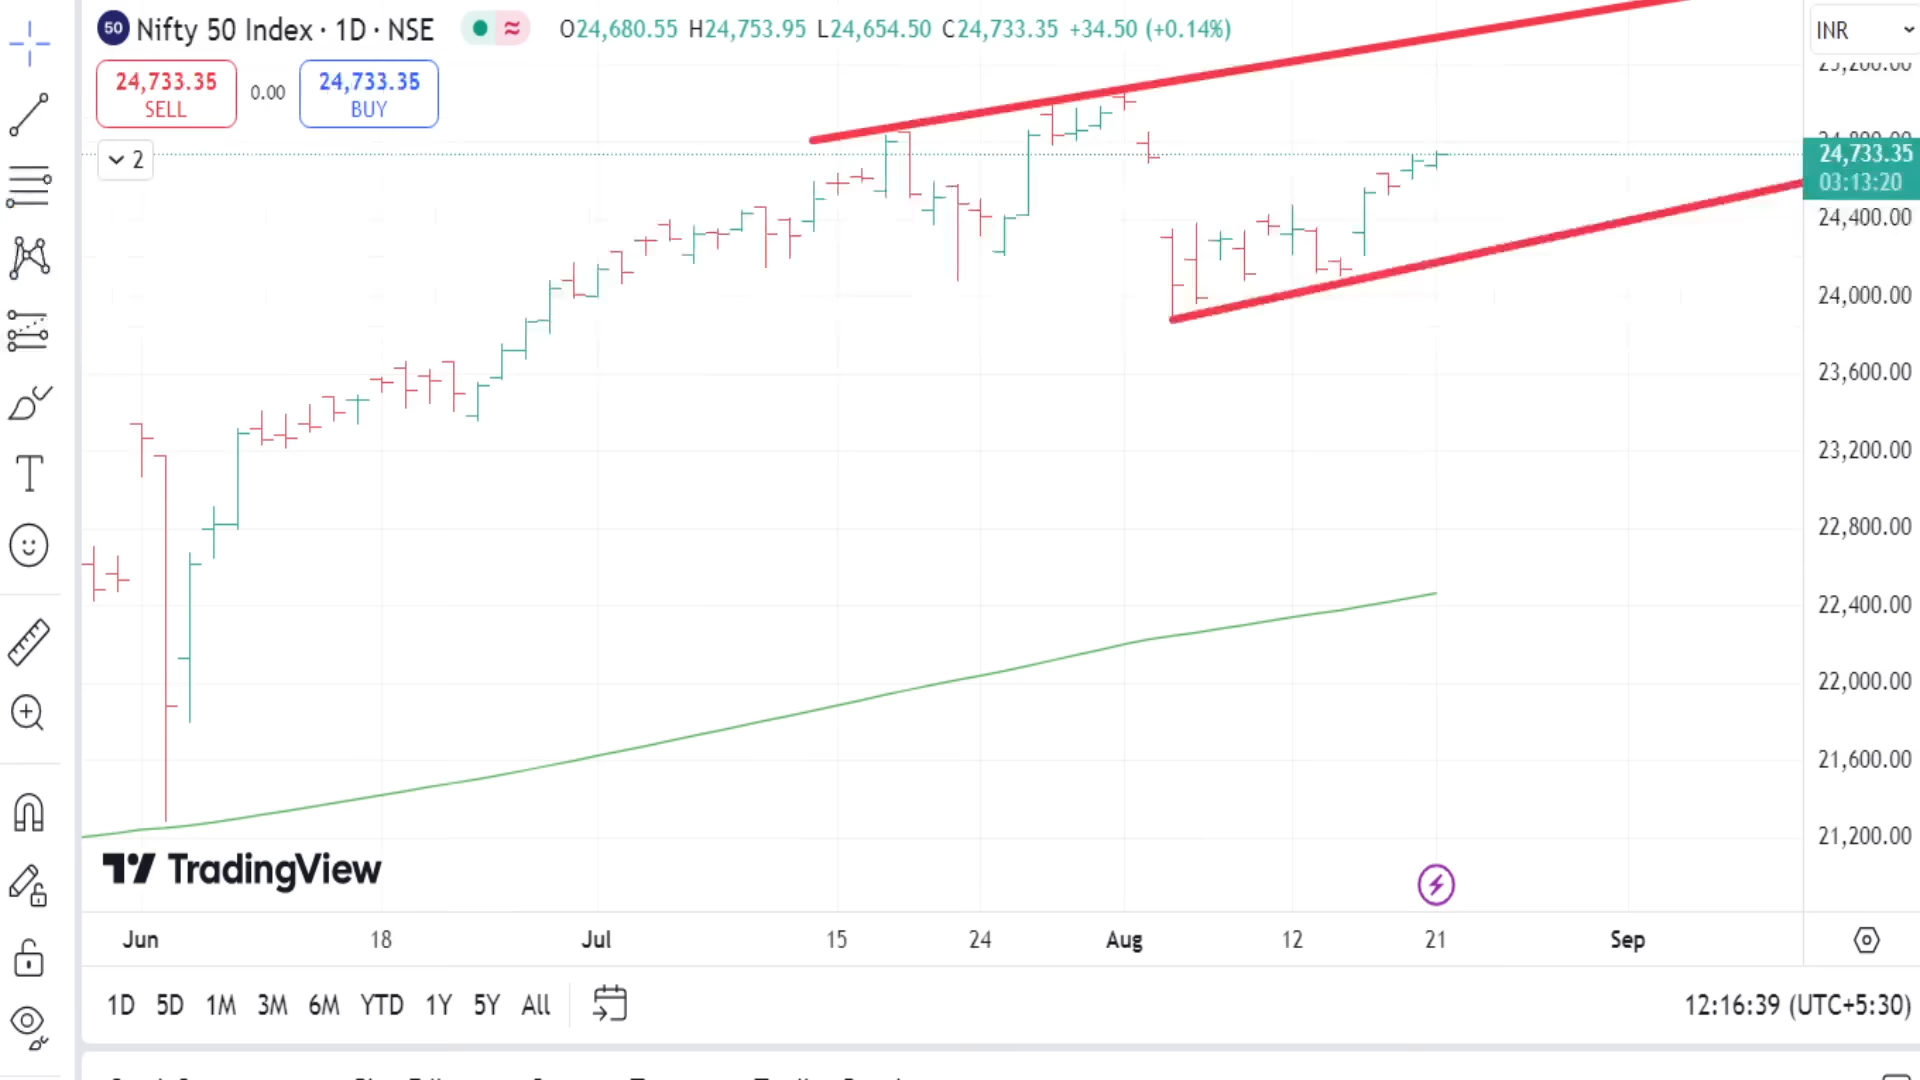 50 Nifty 50 Index · 1D · NSE
O24,680.55 H24,753.95 L24,654.50 C24,733.35 +34.50 (+0.14%)
INR
24,733.35
SELL
0.00
24,733.35
BUY
2
24,733.35
03:13:20
24,400.00
24,000.00
23,600.00
23,200.00
22,800.00
22,400.00
22,000.00
21,600.00
21,200.00
TradingView
Jun 18 Jul 15 24 Aug 12 21 Sep
1D 5D 1M 3M 6M YTD 1Y 5Y All
12:16:39 (UTC+5:30)